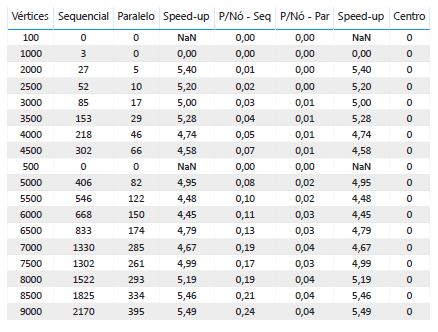 Vértices Sequencial Paralelo Speed-up P/Nó - Seq P/Nó - Par Speed-up Centro
100 0 0 NaN 0,00 0,00 NaN 0
1000 3 0 0,00 0,00 0,00 0,00 0
2000 27 5 5,40 0,01 0,00 5,40 0
2500 52 10 5,20 0,02 0,00 5,20 0
3000 85 17 5,00 0,03 0,01 5,00 0
3500 153 29 5,28 0,04 0,01 5,28 0
4000 218 46 4,74 0,05 0,01 4,74 0
4500 302 66 4,58 0,07 0,01 4,58 0
500 0 0 NaN 0,00 0,00 NaN 0
5000 406 82 4,95 0,08 0,02 4,95 0
5500 546 122 4,48 0,10 0,02 4,48 0
6000 668 150 4,45 0,11 0,03 4,45 0
6500 833 174 4,79 0,13 0,03 4,79 0
7000 1330 285 4,67 0,19 0,04 4,67 0
7500 1302 261 4,99 0,17 0,03 4,99 0
8000 1522 293 5,19 0,19 0,04 5,19 0
8500 1825 334 5,46 0,21 0,04 5,46 0
9000 2170 395 5,49 0,24 0,04 5,49 0